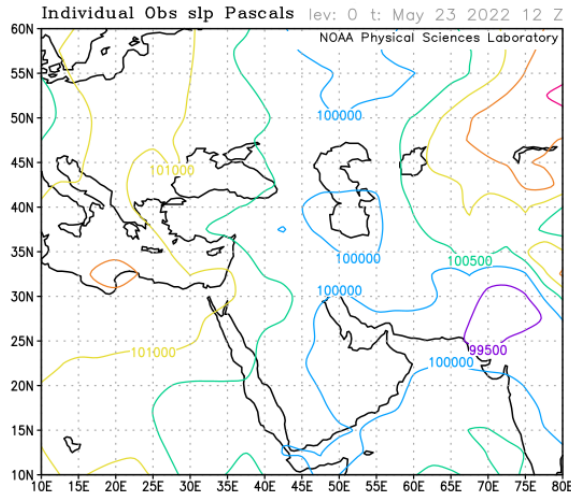 Individual Obs slp Pascals lev: 0 t: May 23 2022 12 Z
NOAA Physical Sciences Laboratory
60N
55N
50N
45N
40N
35N
30N
25N
20N
15N
10N
100000
101000
100500
100000
100000
99500
101000
100000
10E 15E 20E 25E 30E 35E 40E 45E 50E 55E 60E 65E 70E 75E 80E